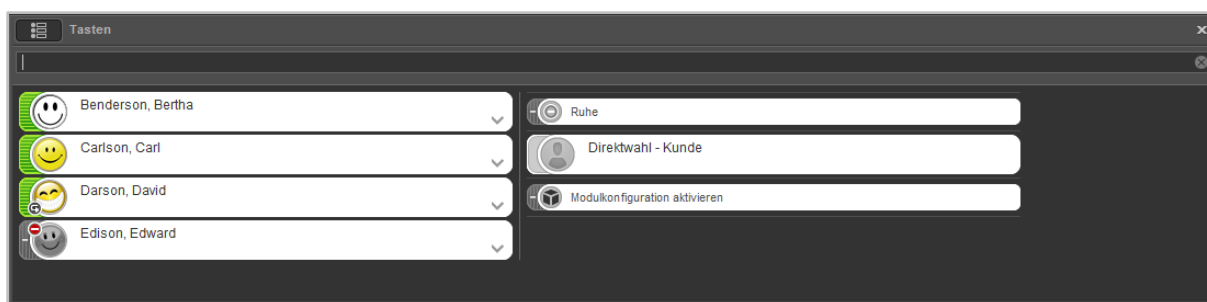 Tasten
Benderson, Bertha
Carlson, Carl
Darson, David
Edison, Edward
Ruhe
Direktwahl - Kunde
Modulkonfiguration aktivieren